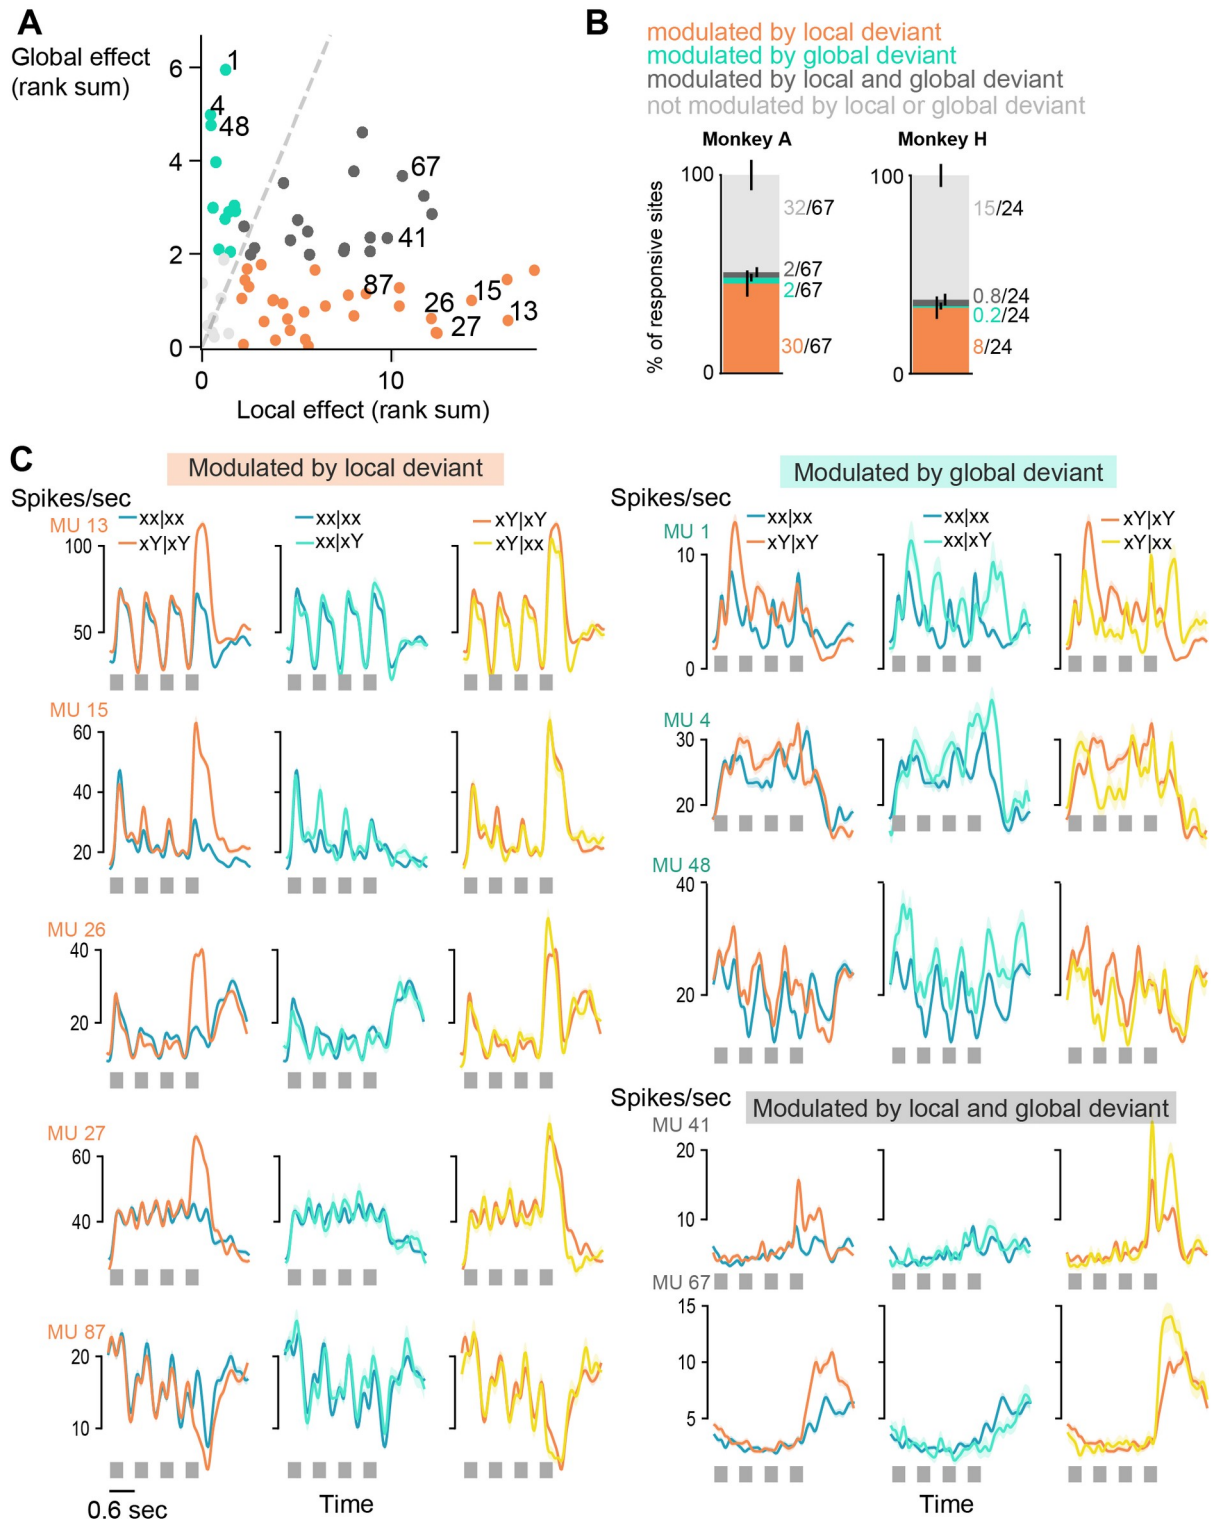 A
Global effect
(rank sum)
6
4
2
0
0
10
Local effect (rank sum)
1
4
48
67
41
87
26
15
27
13
B
modulated by local deviant
modulated by global deviant
modulated by local and global deviant
not modulated by local or global deviant
Monkey A
Monkey H
% of responsive sites
100
0
32/67
2/67
2/67
30/67
100
0
15/24
0.8/24
0.2/24
8/24
C
Modulated by local deviant
Spikes/sec
MU 13
xx|xx
xY|xY
xx|xx
xx|xY
xY|xY
xY|xx
100
50
MU 15
60
40
20
MU 26
40
20
MU 27
60
40
MU 87
20
10
0.6 sec
Time
Modulated by global deviant
Spikes/sec
MU 1
xx|xx
xY|xY
xx|xx
xx|xY
xY|xY
xY|xx
10
0
MU 4
30
20
MU 48
40
20
Spikes/sec
Modulated by local and global deviant
MU 41
20
10
MU 67
15
10
5
Time